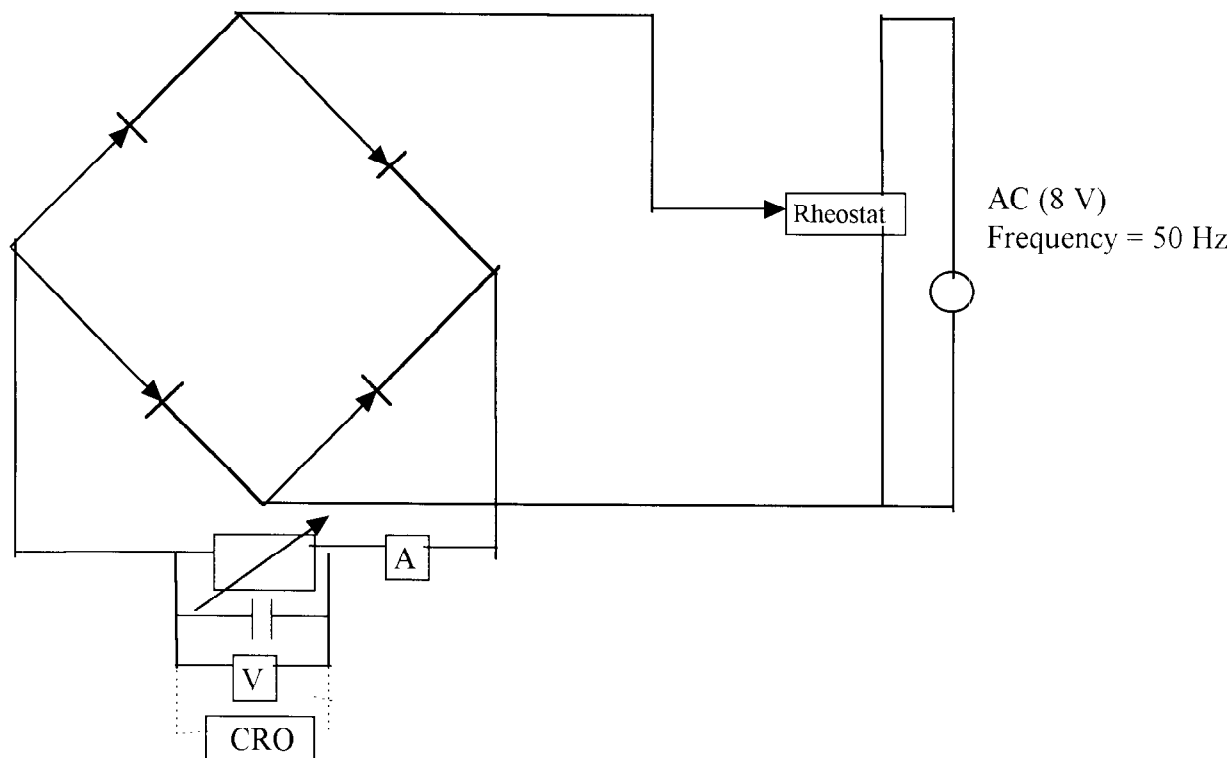 Rheostat
AC (8 V)
Frequency = 50 Hz
A
V
CRO